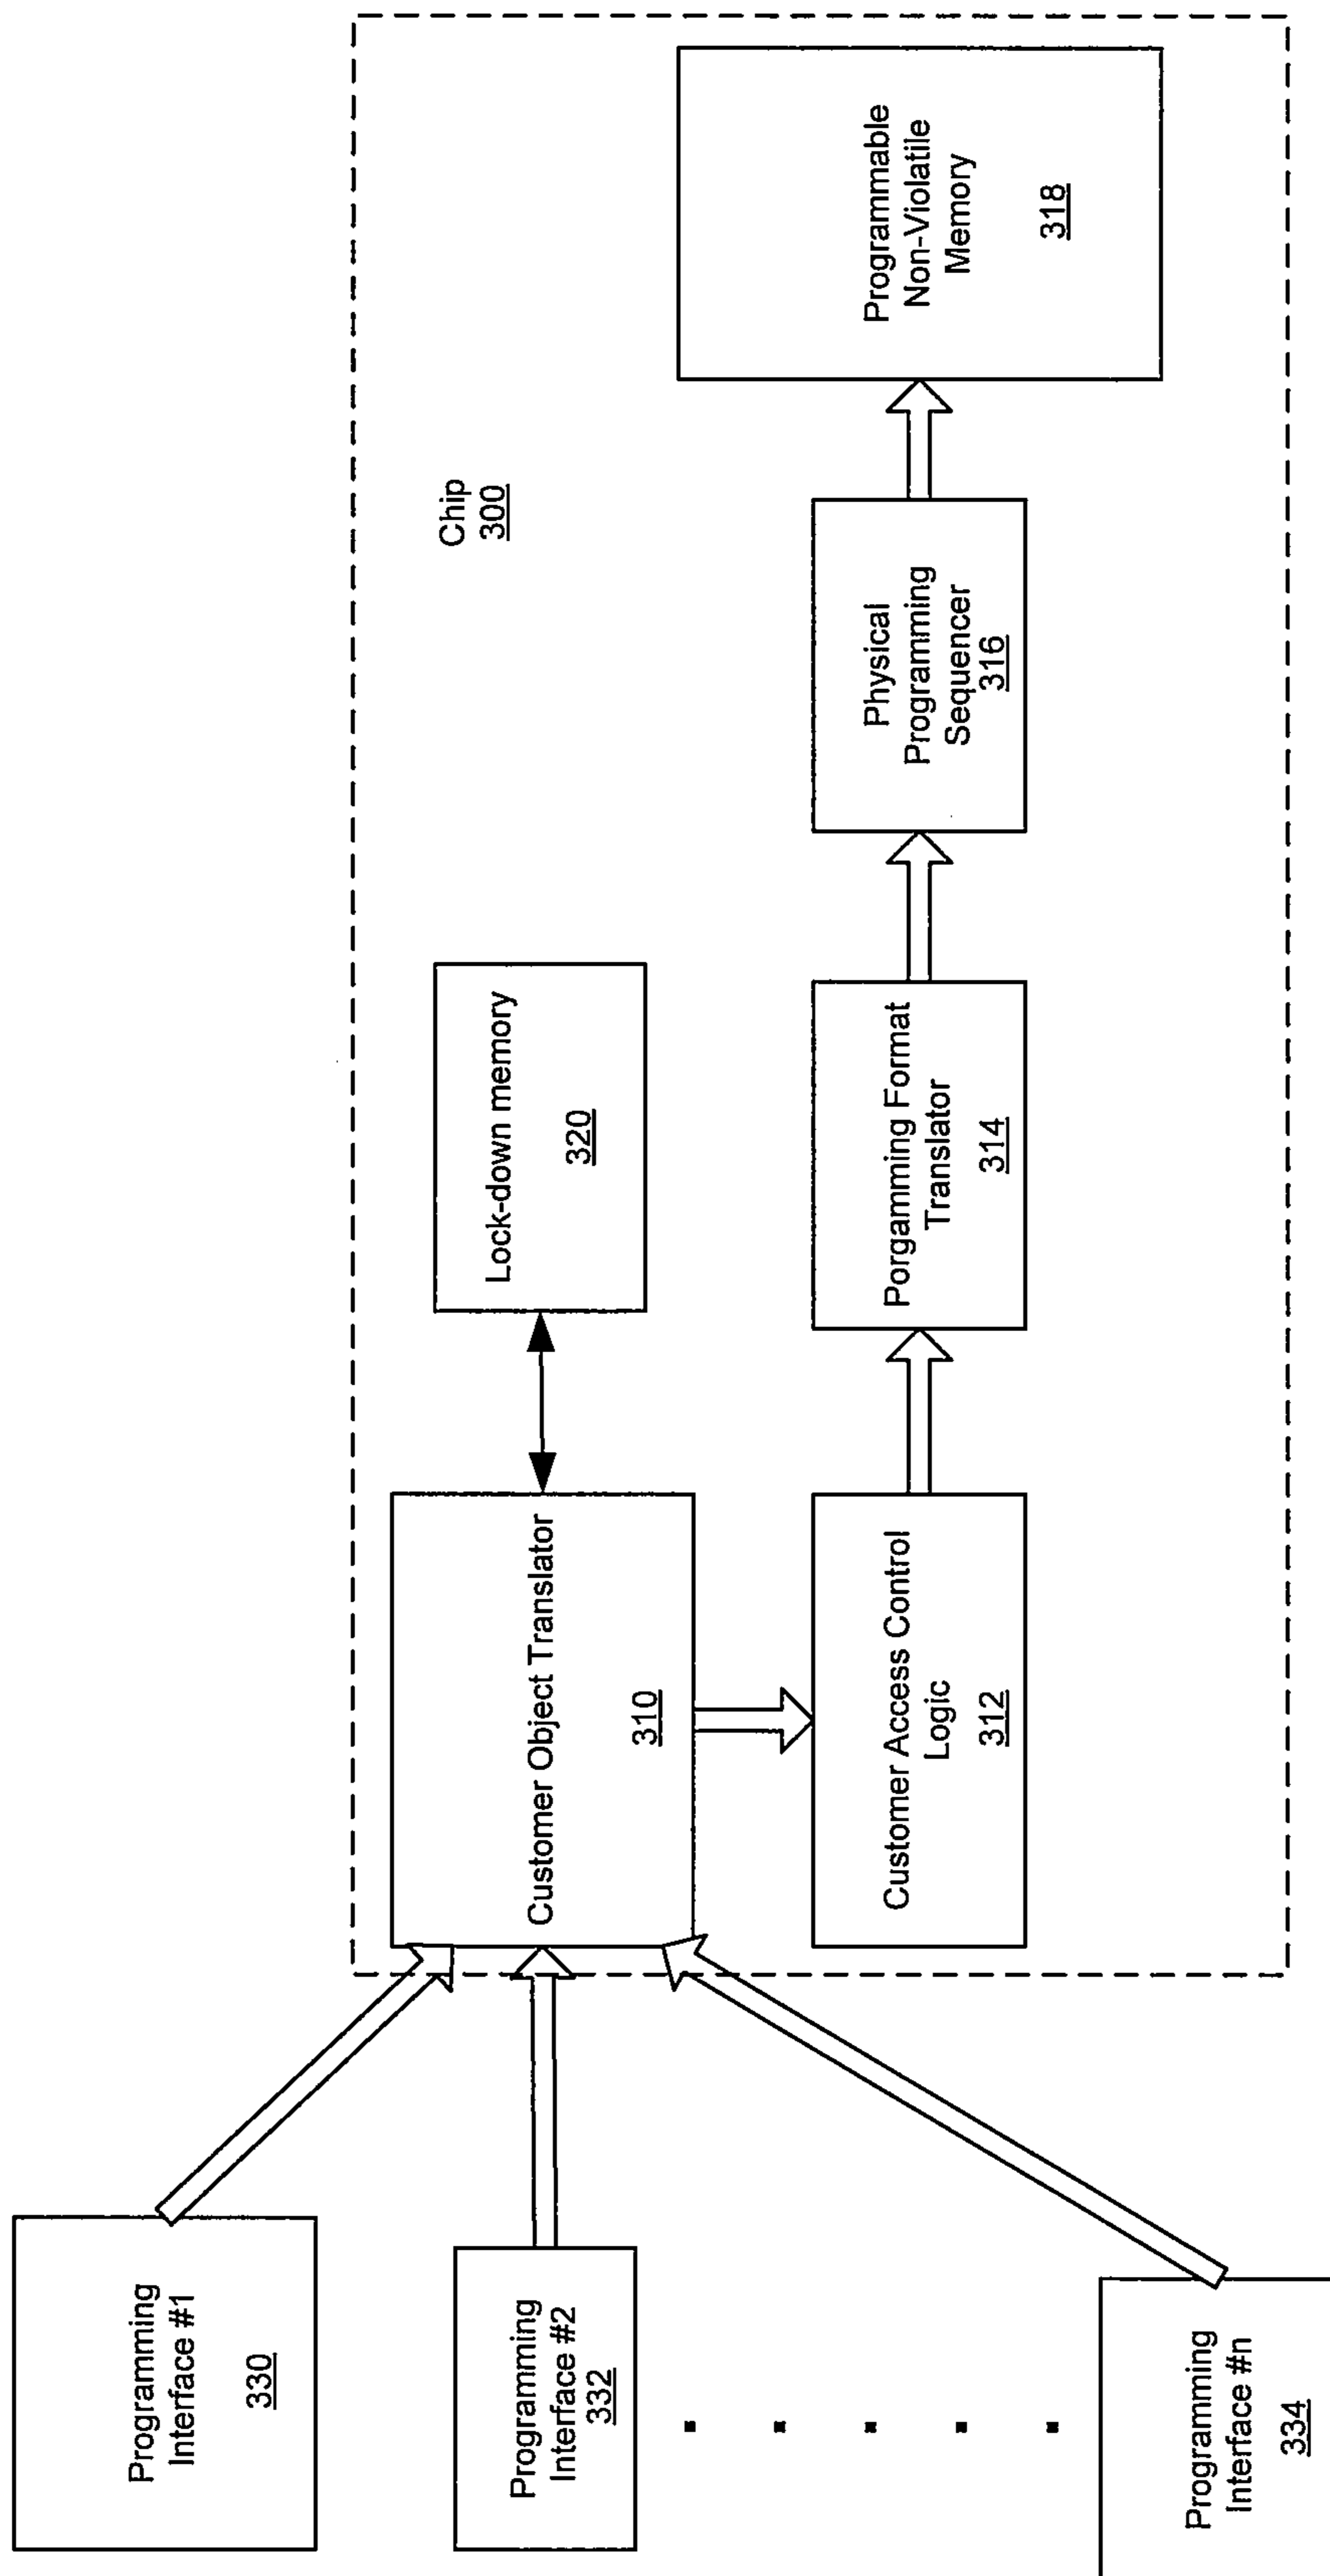 Programming
Interface #1
330
Programming
Interface #2
332
Programming
Interface #n
334
Chip
300
Customer Object Translator
310
Lock-down memory
320
Customer Access Control
Logic
312
Porgamming Format
Translator
314
Physical
Programming
Sequencer
316
Programmable
Non-Violatile
Memory
318